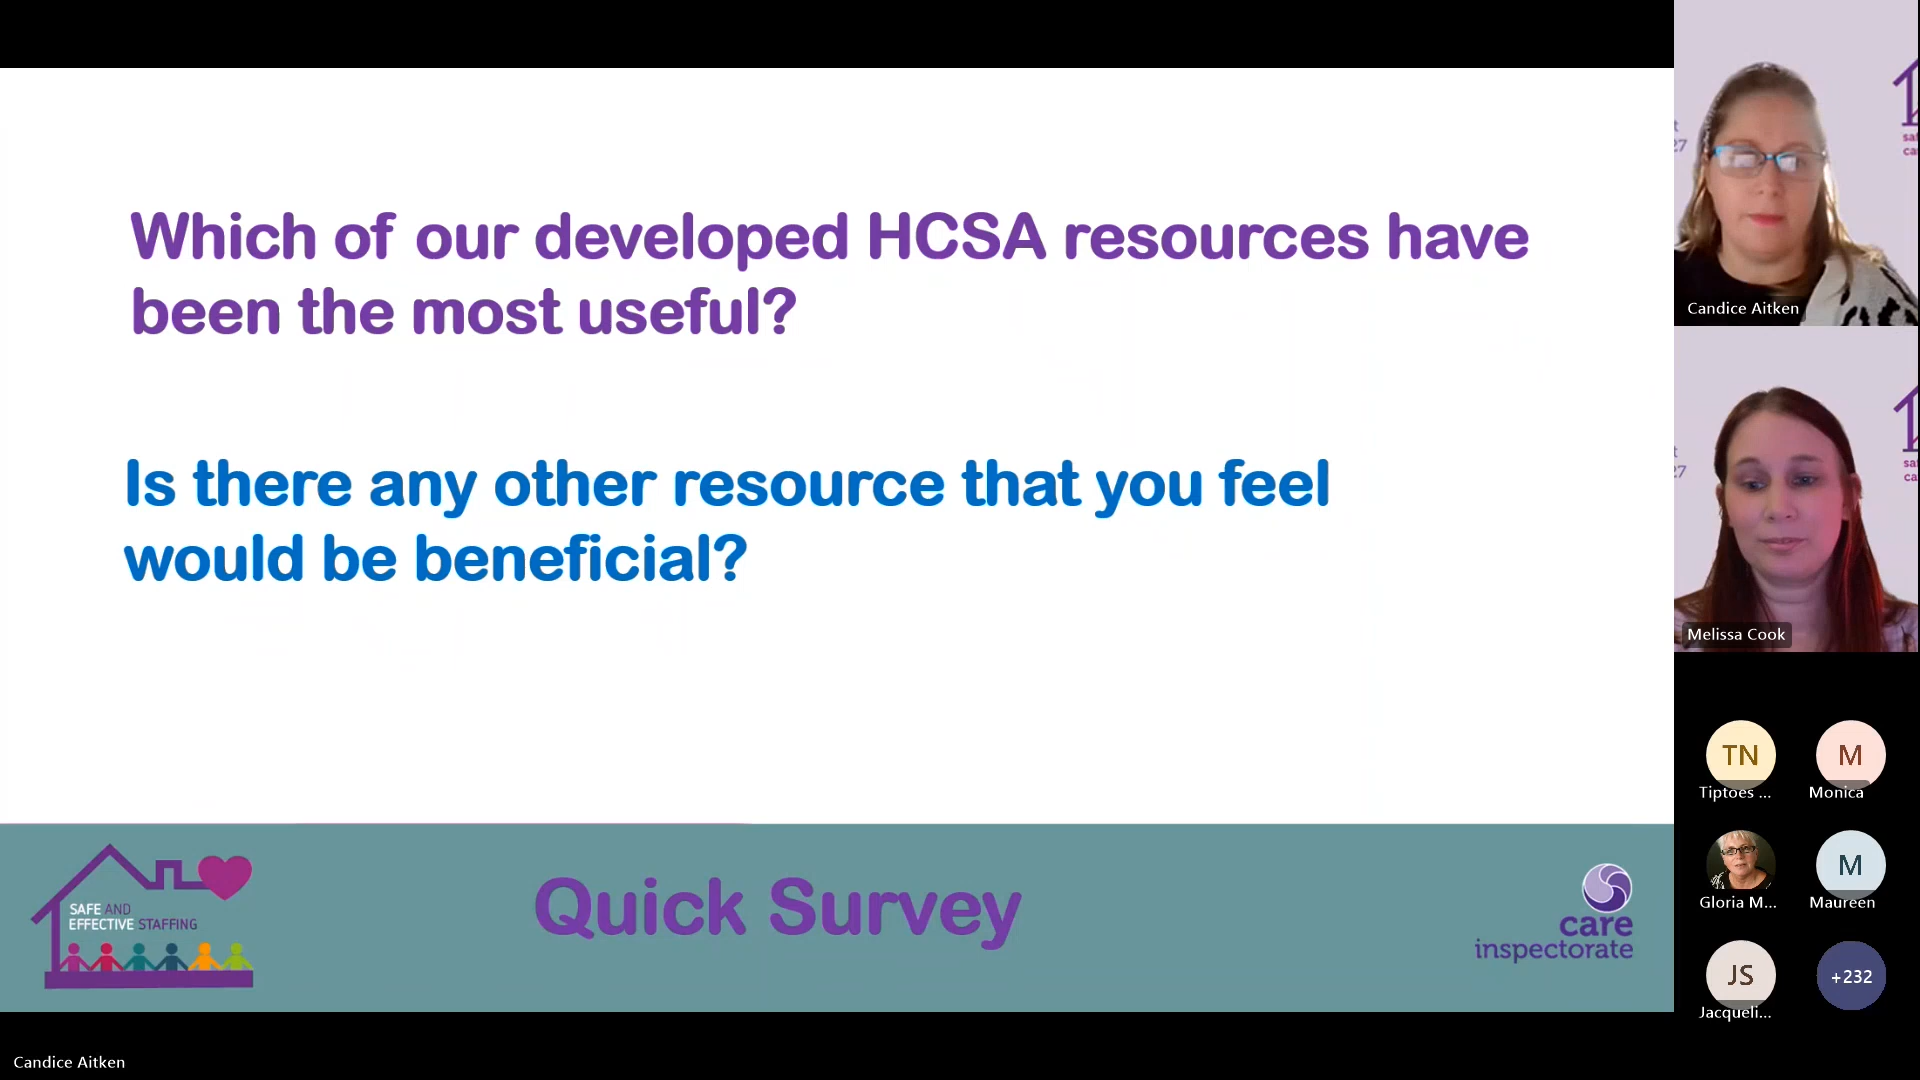 Which of our developed HCSA resources have
been the most useful?
Is there any other resource that you feel
would be beneficial?
SAFE AND
EFFECTIVE STAFFING
Quick Survey
care
inspectorate
Candice Aitken
Melissa Cook
TN
Tiptoes ...
M
Monica
Gloria M...
M
Maureen
JS
Jacqueli...
+232
Candice Aitken